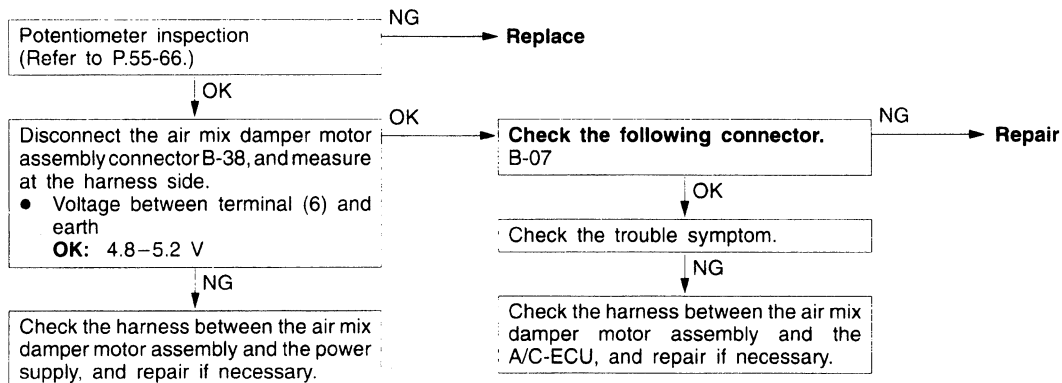 Potentiometer inspection
(Refer to P.55-66.)
NG
Replace
OK
Disconnect the air mix damper motor
assembly connector B-38, and measure
at the harness side.
● Voltage between terminal (6) and
earth
OK: 4.8–5.2 V
OK
Check the following connector.
B-07
NG
Repair
OK
Check the trouble symptom.
NG
Check the harness between the air mix
damper motor assembly and the power
supply, and repair if necessary.
NG
Check the harness between the air mix
damper motor assembly and the
A/C-ECU, and repair if necessary.